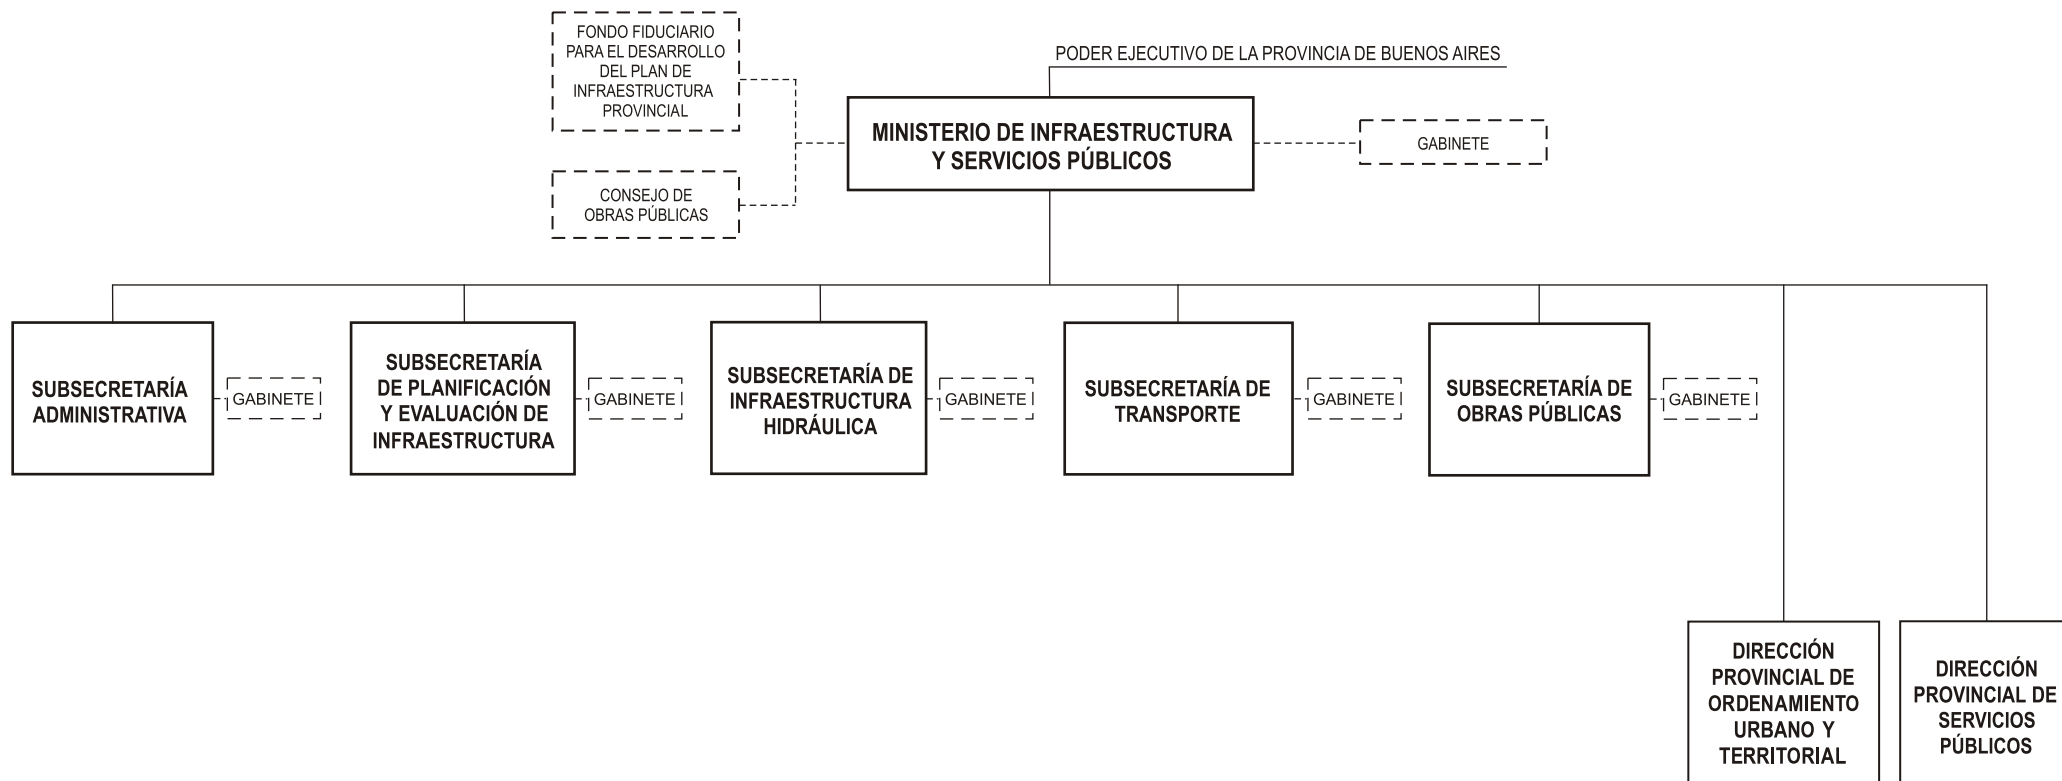 FONDO FIDUCIARIO
PARA EL DESARROLLO
DEL PLAN DE
INFRAESTRUCTURA
PROVINCIAL
PODER EJECUTIVO DE LA PROVINCIA DE BUENOS AIRES
MINISTERIO DE INFRAESTRUCTURA
Y SERVICIOS PÚBLICOS
GABINETE
CONSEJO DE
OBRAS PÚBLICAS
SUBSECRETARÍA
ADMINISTRATIVA
GABINETE
SUBSECRETARÍA
DE PLANIFICACIÓN
Y EVALUACIÓN DE
INFRAESTRUCTURA
GABINETE
SUBSECRETARÍA DE
INFRAESTRUCTURA
HIDRÁULICA
GABINETE
SUBSECRETARÍA DE
TRANSPORTE
GABINETE
SUBSECRETARÍA DE
OBRAS PÚBLICAS
GABINETE
DIRECCIÓN
PROVINCIAL DE
ORDENAMIENTO
URBANO Y
TERRITORIAL
DIRECCIÓN
PROVINCIAL DE
SERVICIOS
PÚBLICOS